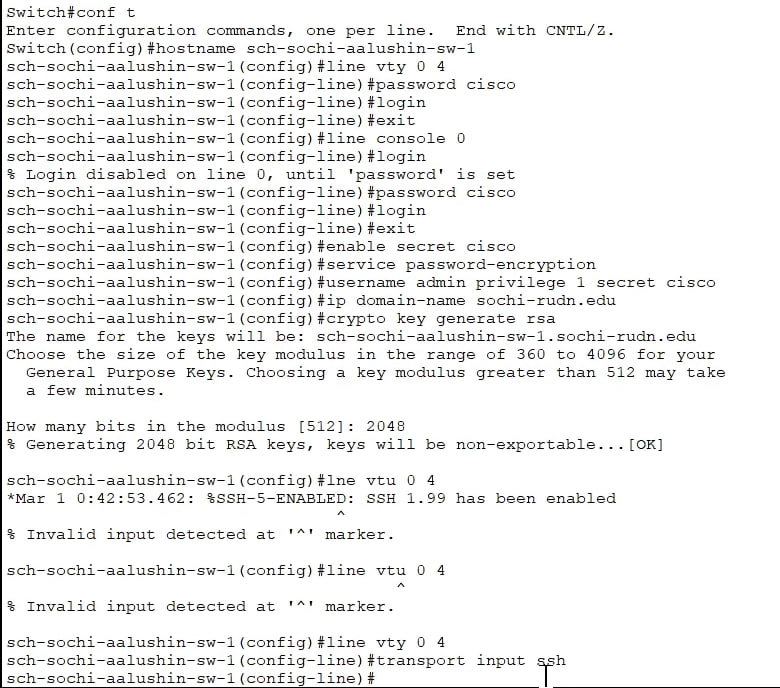 Switch#conf t
Enter configuration commands, one per line.  End with CNTL/Z.
Switch(config)#hostname sch-sochi-aalushin-sw-1
sch-sochi-aalushin-sw-1(config)#line vty 0 4
sch-sochi-aalushin-sw-1(config-line)#password cisco
sch-sochi-aalushin-sw-1(config-line)#login
sch-sochi-aalushin-sw-1(config-line)#exit
sch-sochi-aalushin-sw-1(config)#line console 0
sch-sochi-aalushin-sw-1(config-line)#login
% Login disabled on line 0, until 'password' is set
sch-sochi-aalushin-sw-1(config-line)#password cisco
sch-sochi-aalushin-sw-1(config-line)#login
sch-sochi-aalushin-sw-1(config-line)#exit
sch-sochi-aalushin-sw-1(config)#enable secret cisco
sch-sochi-aalushin-sw-1(config)#service password-encryption
sch-sochi-aalushin-sw-1(config)#username admin privilege 1 secret cisco
sch-sochi-aalushin-sw-1(config)#ip domain-name sochi-rudn.edu
sch-sochi-aalushin-sw-1(config)#crypto key generate rsa
The name for the keys will be: sch-sochi-aalushin-sw-1.sochi-rudn.edu
Choose the size of the key modulus in the range of 360 to 4096 for your
  General Purpose Keys. Choosing a key modulus greater than 512 may take
  a few minutes.

How many bits in the modulus [512]: 2048
% Generating 2048 bit RSA keys, keys will be non-exportable...[OK]

sch-sochi-aalushin-sw-1(config)#lne vtu 0 4
*Mar 1 0:42:53.462: %SSH-5-ENABLED: SSH 1.99 has been enabled
                                  ^
% Invalid input detected at '^' marker.

sch-sochi-aalushin-sw-1(config)#line vtu 0 4
                                        ^
% Invalid input detected at '^' marker.

sch-sochi-aalushin-sw-1(config)#line vty 0 4
sch-sochi-aalushin-sw-1(config-line)#transport input ssh
sch-sochi-aalushin-sw-1(config-line)#